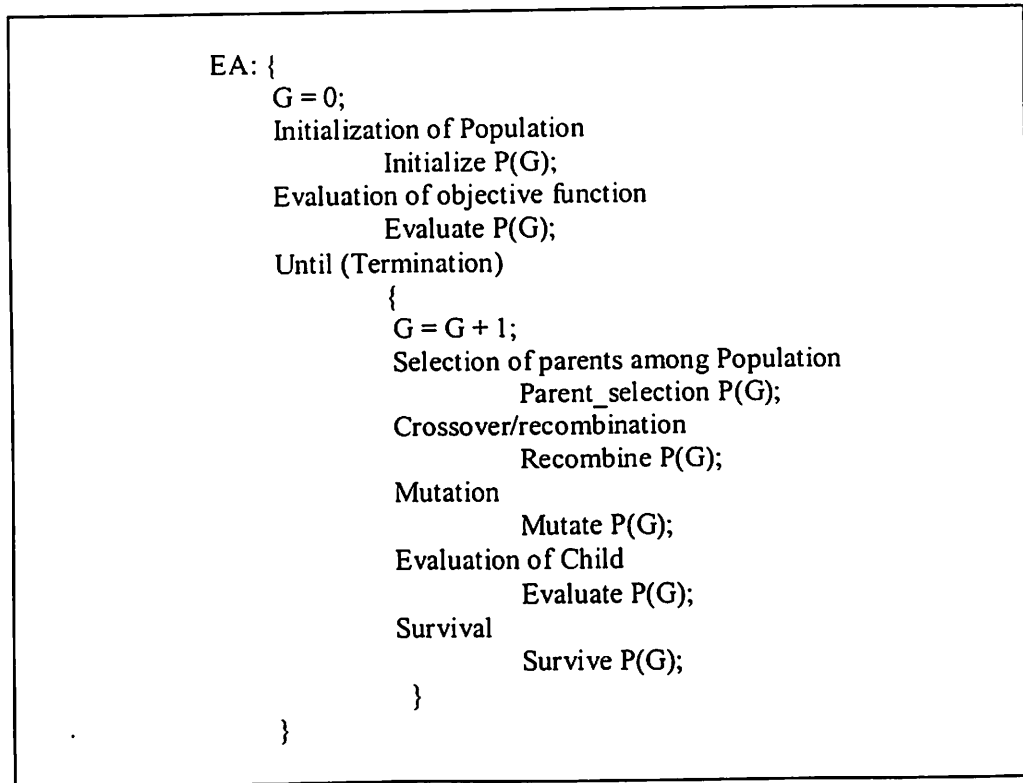 EA: {
G = 0;
Initialization of Population
Initialize P(G);
Evaluation of objective function
Evaluate P(G);
Until (Termination)
{
G = G + 1;
Selection of parents among Population
Parent_selection P(G);
Crossover/recombination
Recombine P(G);
Mutation
Mutate P(G);
Evaluation of Child
Evaluate P(G);
Survival
Survive P(G);
}
}